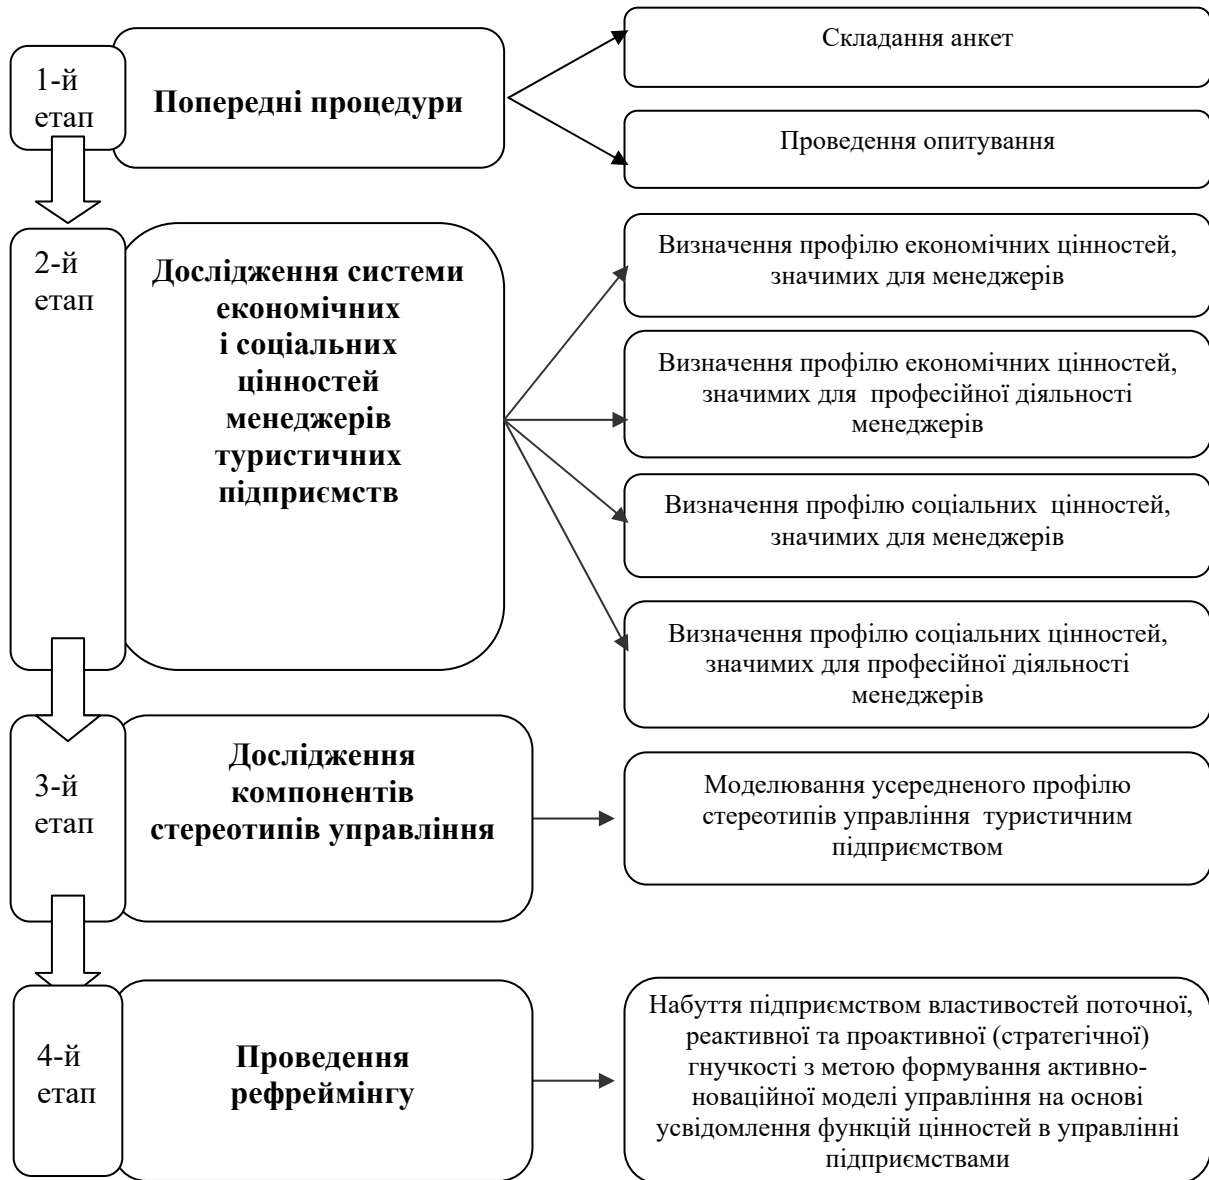 1-й
етап
Попередні процедури
Складання анкет
Проведення опитування
2-й
етап
Дослідження системи
економічних
і соціальних
цінностей
менеджерів
туристичних
підприємств
Визначення профілю економічних цінностей,
значимих для менеджерів
Визначення профілю економічних цінностей,
значимих для професійної діяльності
менеджерів
Визначення профілю соціальних цінностей,
значимих для менеджерів
Визначення профілю соціальних цінностей,
значимих для професійної діяльності
менеджерів
3-й
етап
Дослідження
компонентів
стереотипів управління
Моделювання усередненого профілю
стереотипів управління туристичним
підприємством
4-й
етап
Проведення
рефреймінгу
Набуття підприємством властивостей поточної,
реактивної та проактивної (стратегічної)
гнучкості з метою формування активно-
новаційної моделі управління на основі
усвідомлення функцій цінностей в управлінні
підприємствами